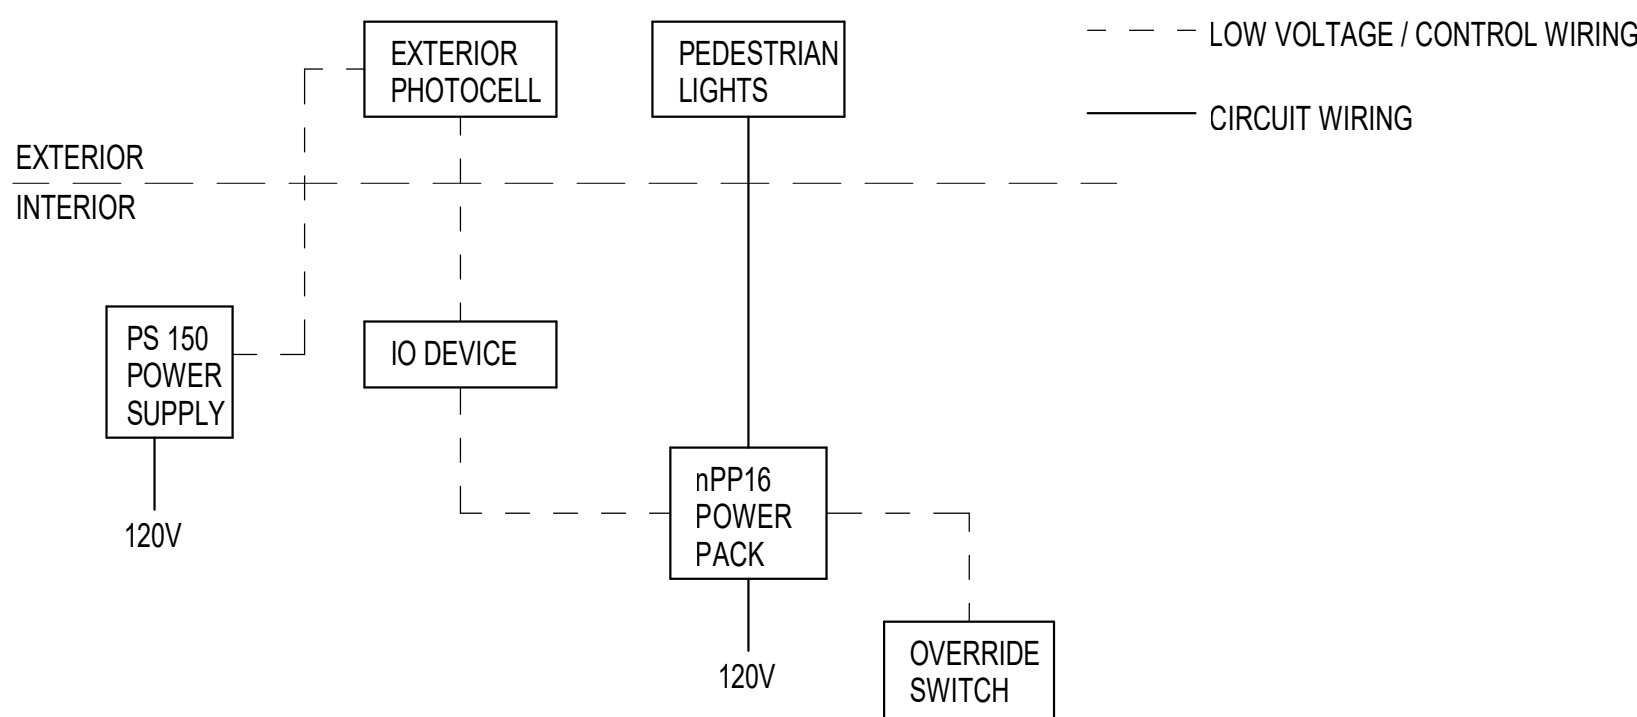 EXTERIOR
PHOTOCELL
PEDESTRIAN
LIGHTS
LOW VOLTAGE / CONTROL WIRING
CIRCUIT WIRING
EXTERIOR
INTERIOR
PS 150
POWER
SUPPLY
IO DEVICE
nPP16
POWER
PACK
120V
120V
OVERRIDE
SWITCH